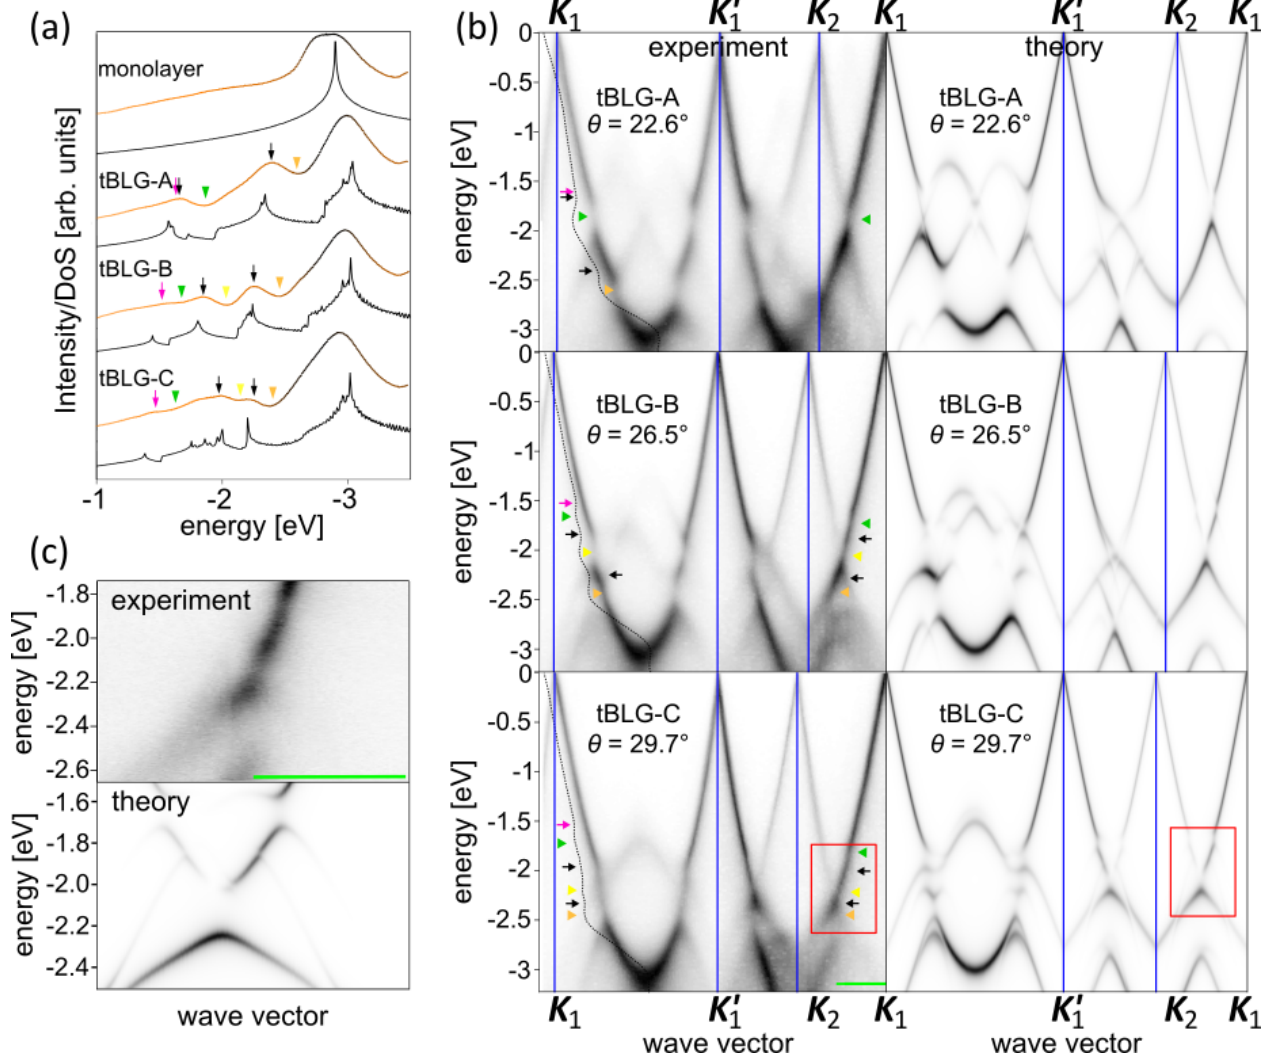 (a)
monolayer
tBLG-A
tBLG-B
tBLG-C
Intensity/DoS [arb. units]
-1
-2
-3
energy [eV]
(b)
K1
K'1
K2
K1
K'1
K2
K1
experiment
theory
0
-0.5
-1
-1.5
-2
-2.5
-3
energy [eV]
tBLG-A
θ = 22.6°
tBLG-A
θ = 22.6°
0
-0.5
-1
-1.5
-2
-2.5
-3
energy [eV]
tBLG-B
θ = 26.5°
tBLG-B
θ = 26.5°
0
-0.5
-1
-1.5
-2
-2.5
-3
energy [eV]
tBLG-C
θ = 29.7°
tBLG-C
θ = 29.7°
K1
K'1
K2
K1
K'1
K2
K1
wave vector
wave vector
(c)
experiment
-1.8
-2.0
-2.2
-2.4
-2.6
energy [eV]
theory
-1.6
-1.8
-2.0
-2.2
-2.4
energy [eV]
wave vector